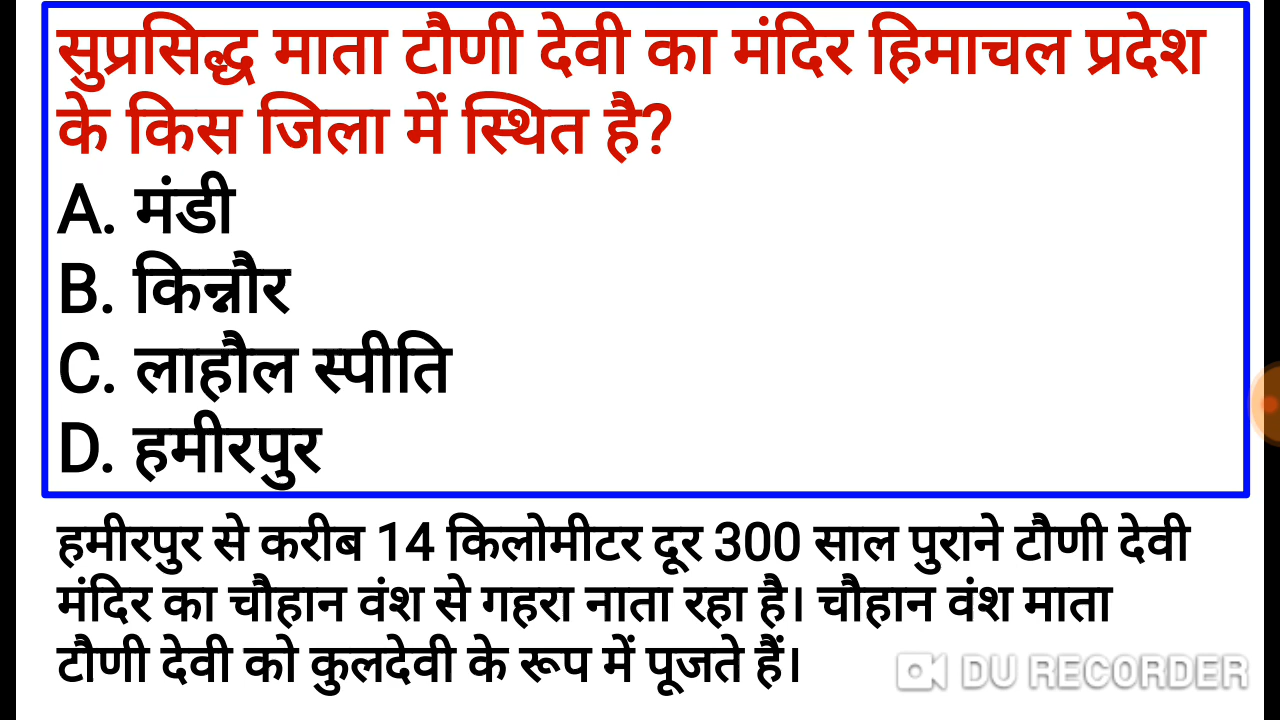 सुप्रसिद्ध माता टौणी देवी का मंदिर हिमाचल प्रदेश
के किस जिला में स्थित है?
A. मंडी
B. किन्नौर
C. लाहौल स्पीति
D. हमीरपुर
हमीरपुर से करीब 14 किलोमीटर दूर 300 साल पुराने टौणी देवी
मंदिर का चौहान वंश से गहरा नाता रहा है। चौहान वंश माता
टौणी देवी को कुलदेवी के रूप में पूजते हैं।
DU RECORDER